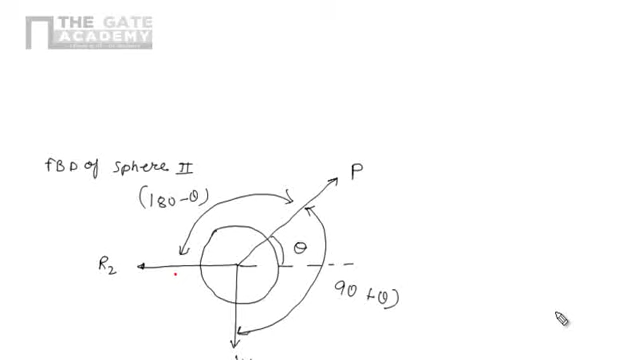 THE GATE
ACADEMY
FBD of Sphere II
P
(180-θ)
θ
R2
90+θ)